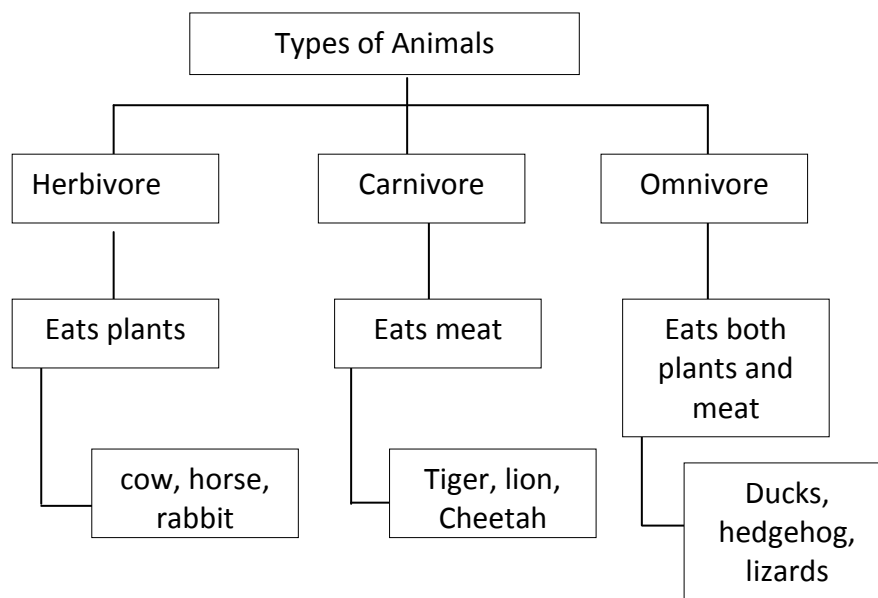 Types of Animals
Herbivore
Carnivore
Omnivore
Eats plants
Eats meat
Eats both
plants and
meat
cow, horse,
rabbit
Tiger, lion,
Cheetah
Ducks,
hedgehog,
lizards